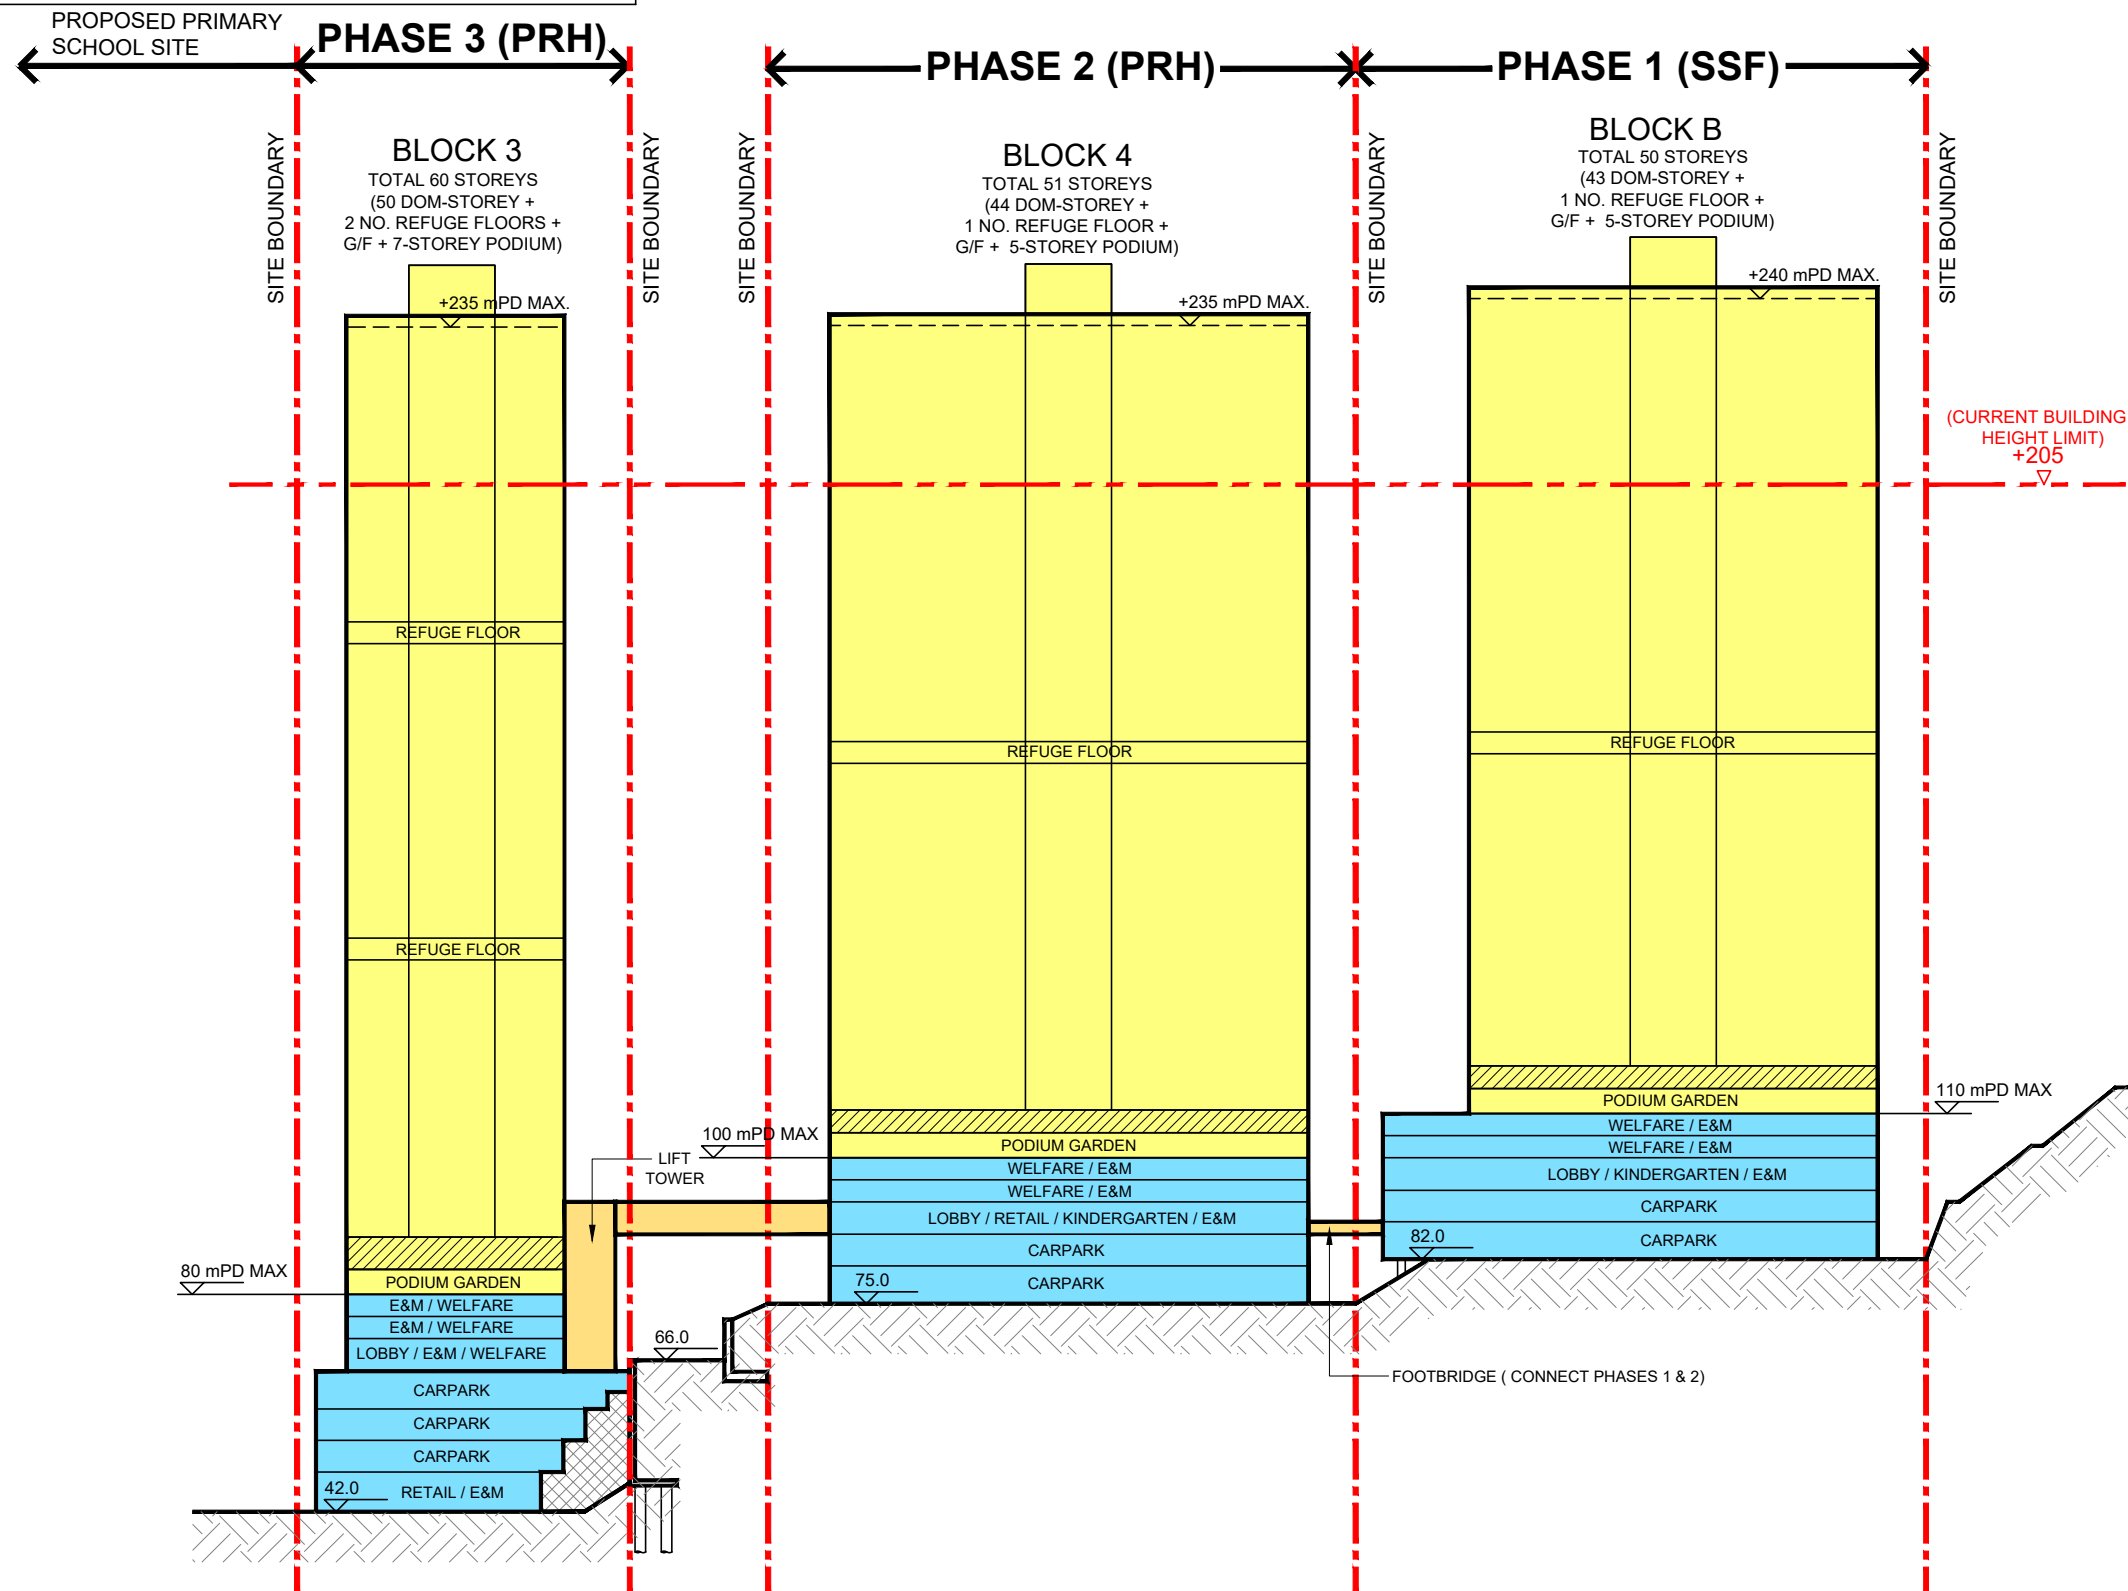 PROPOSED PRIMARY
SCHOOL SITE
PHASE 3 (PRH)
PHASE 2 (PRH)
PHASE 1 (SSF)
SITE BOUNDARY
BLOCK 3
TOTAL 60 STOREYS
(50 DOM-STOREY +
2 NO. REFUGE FLOORS +
G/F + 7-STOREY PODIUM)
SITE BOUNDARY
SITE BOUNDARY
BLOCK 4
TOTAL 51 STOREYS
(44 DOM-STOREY +
1 NO. REFUGE FLOOR +
G/F + 5-STOREY PODIUM)
SITE BOUNDARY
BLOCK B
TOTAL 50 STOREYS
(43 DOM-STOREY +
1 NO. REFUGE FLOOR +
G/F + 5-STOREY PODIUM)
SITE BOUNDARY
+235 mPD MAX.
+235 mPD MAX.
+240 mPD MAX.
(CURRENT BUILDING
HEIGHT LIMIT)
+205
REFUGE FLOOR
REFUGE FLOOR
80 mPD MAX
PODIUM GARDEN
E&M / WELFARE
E&M / WELFARE
LOBBY / E&M / WELFARE
CARPARK
CARPARK
CARPARK
42.0
RETAIL / E&M
LIFT
TOWER
66.0
REFUGE FLOOR
100 mPD MAX
PODIUM GARDEN
WELFARE / E&M
WELFARE / E&M
LOBBY / RETAIL / KINDERGARTEN / E&M
CARPARK
75.0
CARPARK
REFUGE FLOOR
110 mPD MAX
PODIUM GARDEN
WELFARE / E&M
WELFARE / E&M
LOBBY / KINDERGARTEN / E&M
CARPARK
82.0
CARPARK
FOOTBRIDGE ( CONNECT PHASES 1 & 2)